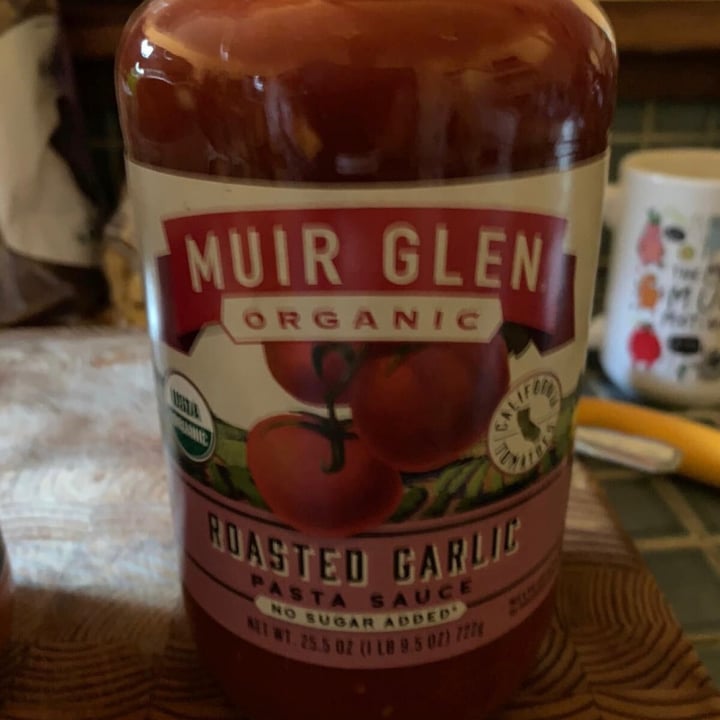 MUIR GLEN
ORGANIC
USDA
ORGANIC
CALIFORNIA
TOMATOES
ROASTED GARLIC
PASTA SAUCE
NO SUGAR ADDED*
NET WT. 25.5 OZ (1 LB 9.5 OZ) 722g
THE